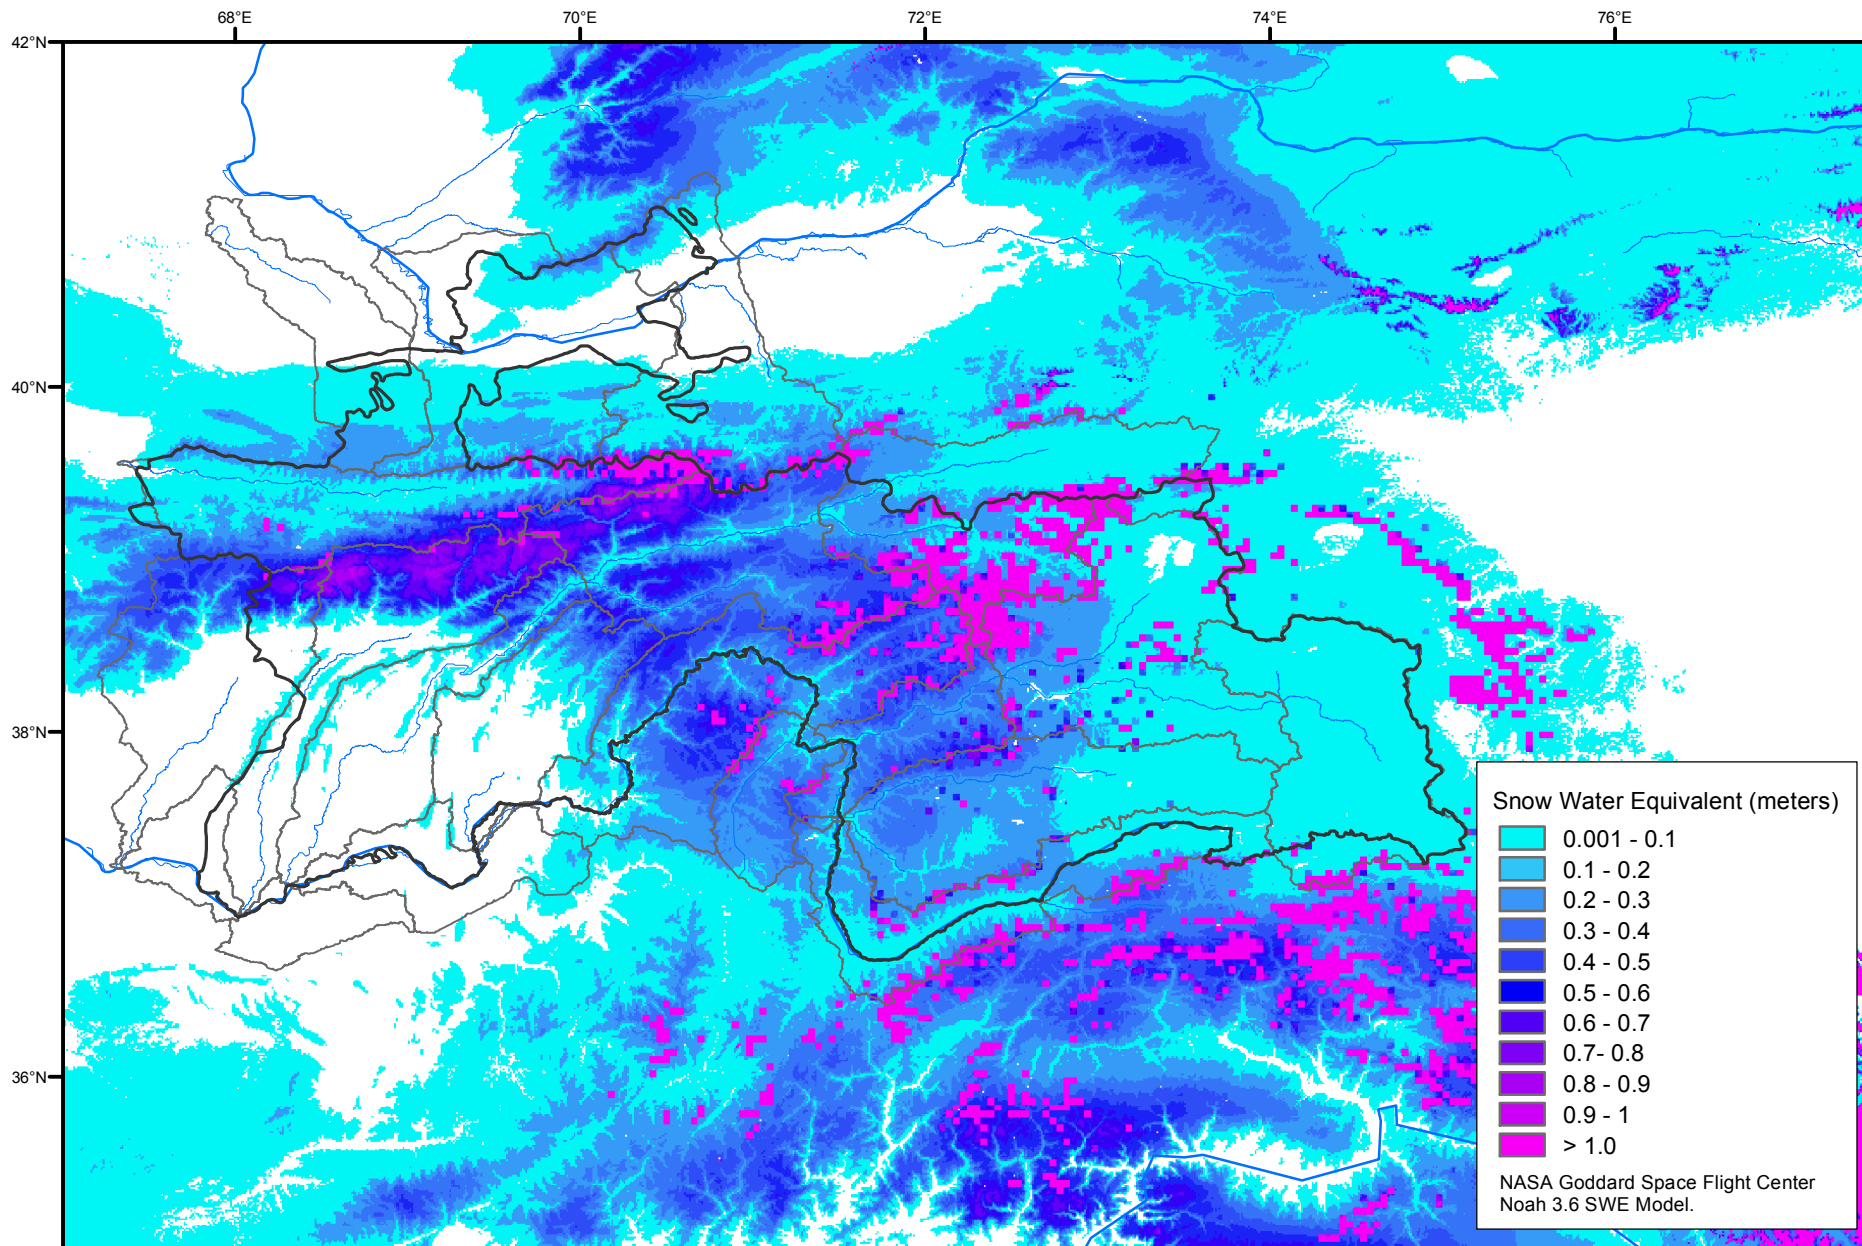 68°E
70°E
72°E
74°E
76°E
42°N
40°N
38°N
36°N
Snow Water Equivalent (meters)
0.001 - 0.1
0.1 - 0.2
0.2 - 0.3
0.3 - 0.4
0.4 - 0.5
0.5 - 0.6
0.6 - 0.7
0.7- 0.8
0.8 - 0.9
0.9 - 1
> 1.0
NASA Goddard Space Flight Center
Noah 3.6 SWE Model.